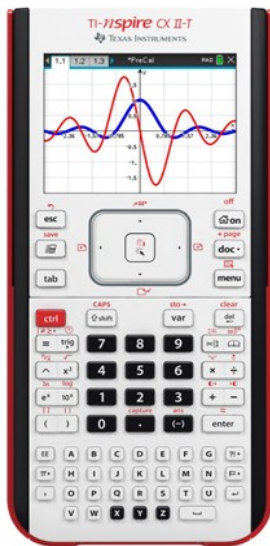 TI-nspire CX II-T
TEXAS INSTRUMENTS
1.1 1.2 1.3 *PreCal PAD
y
esc off
on
save + page
doc
tab menu
CAPS sto→ clear
ctrl shift var del
= trig 7 8 9
^ x² 4 5 6 × ÷
ln log
eˣ 10ˣ 1 2 3 + −
capture ans
( ) 0 . (−) enter
EE A B C D E F G ?!
π H I J K L M N
, O P Q R S T U
V W X Y Z